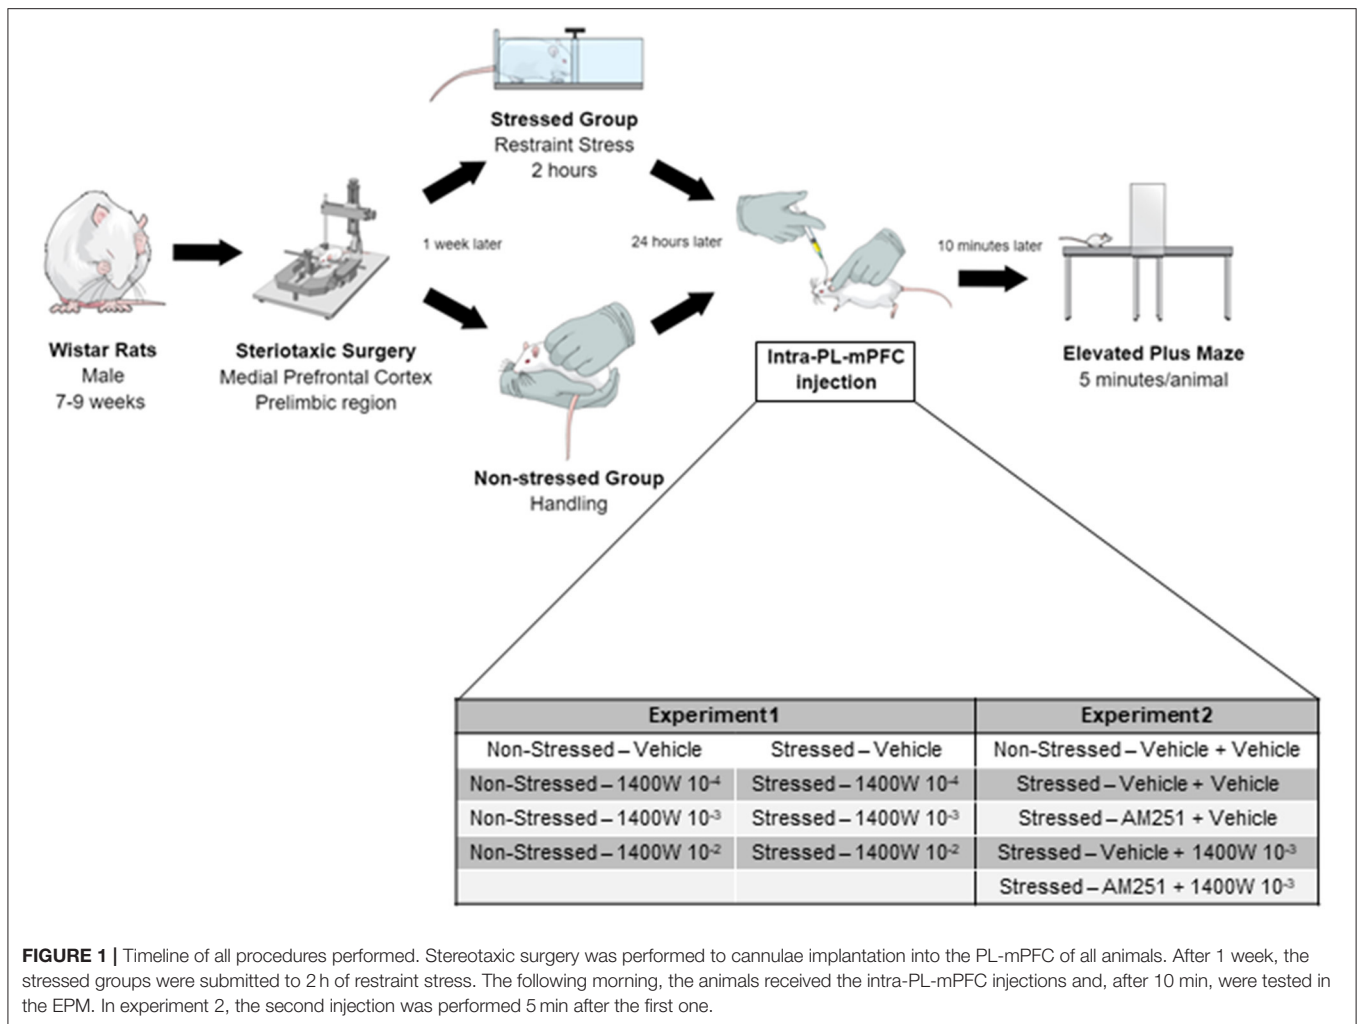 Stressed Group
Restraint Stress
2 hours
1 week later
24 hours later
10 minutes later
Wistar Rats
Male
7-9 weeks
Steriotaxic Surgery
Medial Prefrontal Cortex
Prelimbic region
Non-stressed Group
Handling
Intra-PL-mPFC
injection
Elevated Plus Maze
5 minutes/animal
Experiment1 Experiment2
Non-Stressed – Vehicle Stressed – Vehicle Non-Stressed – Vehicle + Vehicle
Non-Stressed – 1400W 10⁻⁴ Stressed – 1400W 10⁻⁴ Stressed – Vehicle + Vehicle
Non-Stressed – 1400W 10⁻³ Stressed – 1400W 10⁻³ Stressed – AM251 + Vehicle
Non-Stressed – 1400W 10⁻² Stressed – 1400W 10⁻² Stressed – Vehicle + 1400W 10⁻³
Stressed – AM251 + 1400W 10⁻³
FIGURE 1 | Timeline of all procedures performed. Stereotaxic surgery was performed to cannulae implantation into the PL-mPFC of all animals. After 1 week, the
stressed groups were submitted to 2 h of restraint stress. The following morning, the animals received the intra-PL-mPFC injections and, after 10 min, were tested in
the EPM. In experiment 2, the second injection was performed 5 min after the first one.